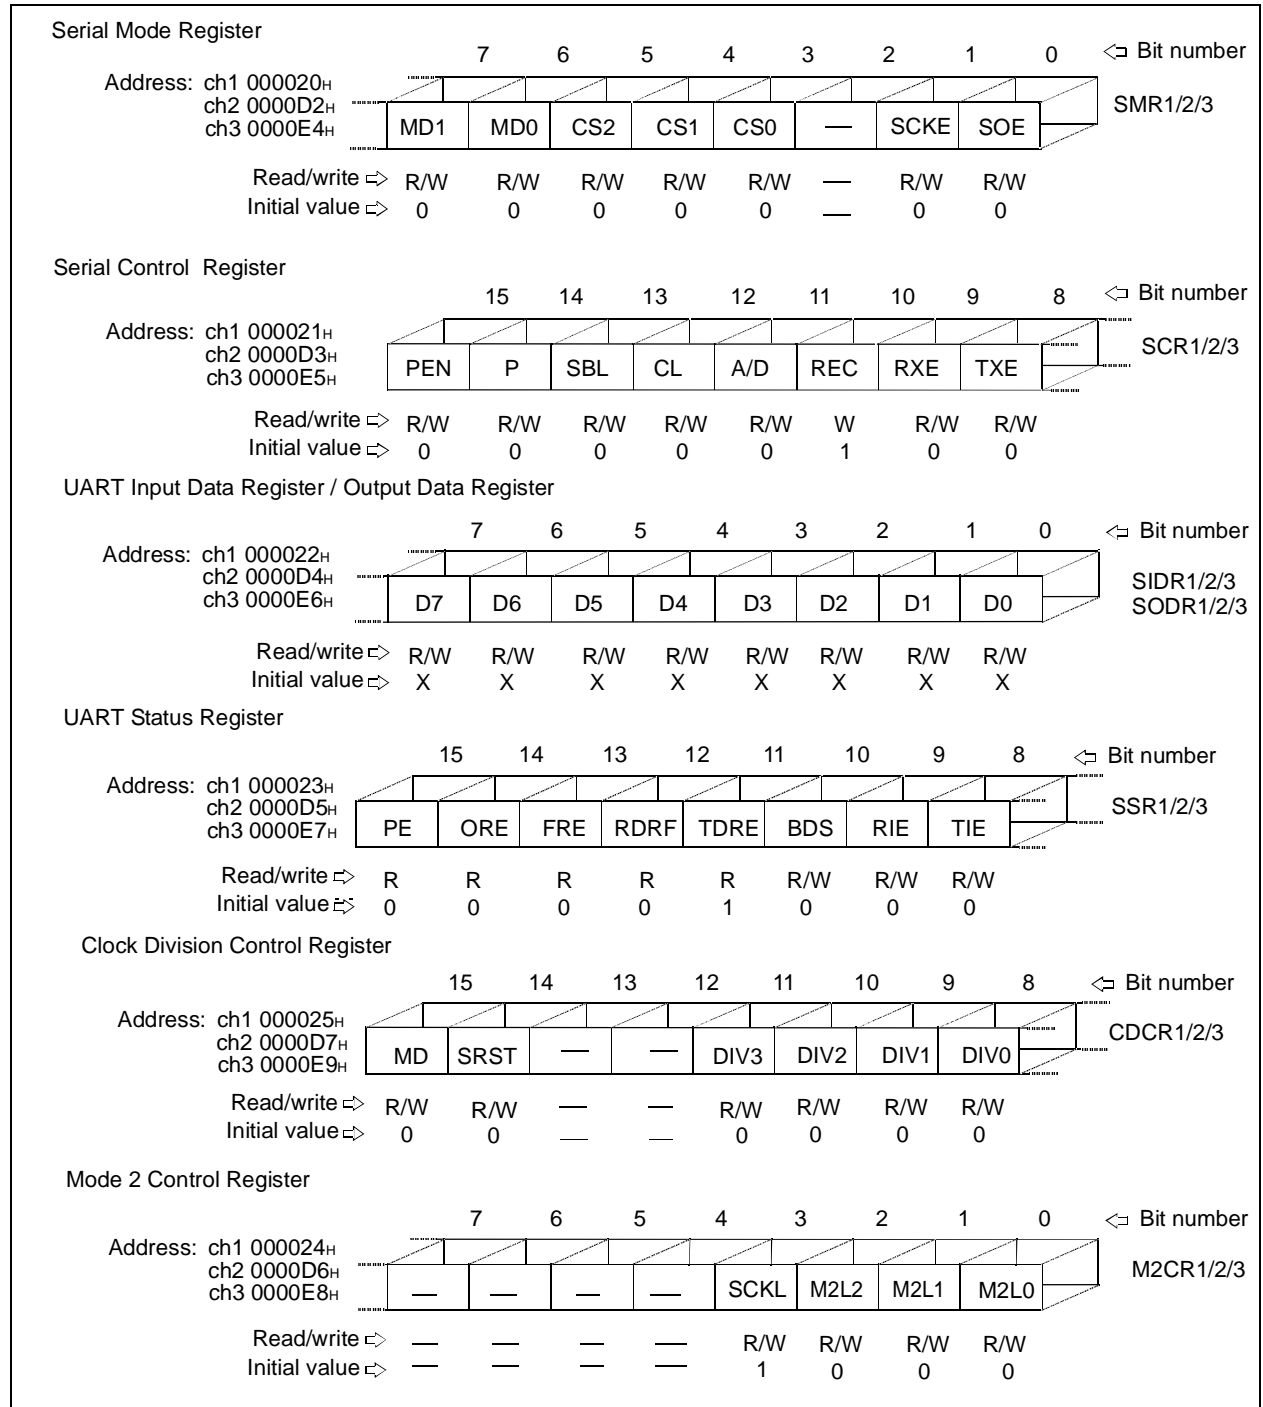 Serial Mode Register
7 6 5 4 3 2 1 0 Bit number
Address: ch1 000020H
ch2 0000D2H
ch3 0000E4H
SMR1/2/3
MD1 MD0 CS2 CS1 CS0 — SCKE SOE
Read/write R/W R/W R/W R/W R/W — R/W R/W
Initial value 0 0 0 0 0 — 0 0
Serial Control Register
15 14 13 12 11 10 9 8 Bit number
Address: ch1 000021H
ch2 0000D3H
ch3 0000E5H
SCR1/2/3
PEN P SBL CL A/D REC RXE TXE
Read/write R/W R/W R/W R/W R/W W R/W R/W
Initial value 0 0 0 0 0 1 0 0
UART Input Data Register / Output Data Register
7 6 5 4 3 2 1 0 Bit number
Address: ch1 000022H
ch2 0000D4H
ch3 0000E6H
SIDR1/2/3
SODR1/2/3
D7 D6 D5 D4 D3 D2 D1 D0
Read/write R/W R/W R/W R/W R/W R/W R/W R/W
Initial value X X X X X X X X
UART Status Register
15 14 13 12 11 10 9 8 Bit number
Address: ch1 000023H
ch2 0000D5H
ch3 0000E7H
SSR1/2/3
PE ORE FRE RDRF TDRE BDS RIE TIE
Read/write R R R R R R/W R/W R/W
Initial value 0 0 0 0 1 0 0 0
Clock Division Control Register
15 14 13 12 11 10 9 8 Bit number
Address: ch1 000025H
ch2 0000D7H
ch3 0000E9H
CDCR1/2/3
MD SRST — — DIV3 DIV2 DIV1 DIV0
Read/write R/W R/W — — R/W R/W R/W R/W
Initial value 0 0 — — 0 0 0 0
Mode 2 Control Register
7 6 5 4 3 2 1 0 Bit number
Address: ch1 000024H
ch2 0000D6H
ch3 0000E8H
M2CR1/2/3
— — — — SCKL M2L2 M2L1 M2L0
Read/write — — — — R/W R/W R/W R/W
Initial value — — — — 1 0 0 0